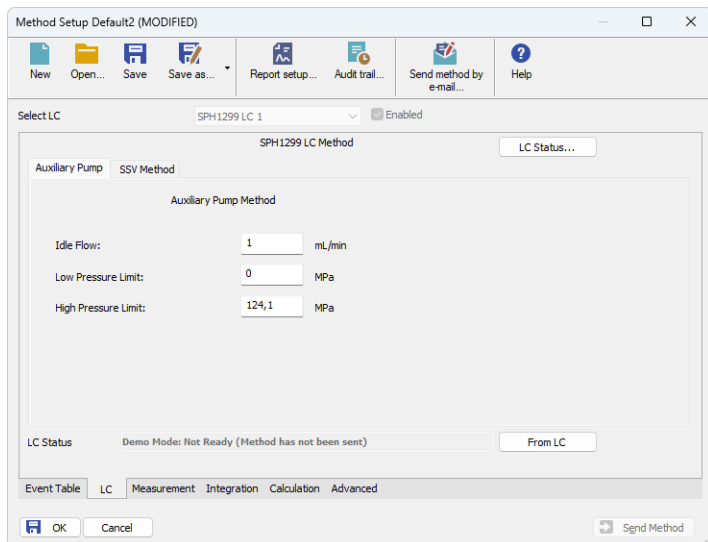 Method Setup Default2 (MODIFIED)
New Open... Save Save as... Report setup... Audit trail... Send method by e-mail... Help
Select LC SPH1299 LC 1 Enabled
SPH1299 LC Method LC Status...
Auxiliary Pump SSV Method
Auxiliary Pump Method
Idle Flow: 1 mL/min
Low Pressure Limit: 0 MPa
High Pressure Limit: 124,1 MPa
LC Status Demo Mode: Not Ready (Method has not been sent) From LC
Event Table LC Measurement Integration Calculation Advanced
OK Cancel Send Method